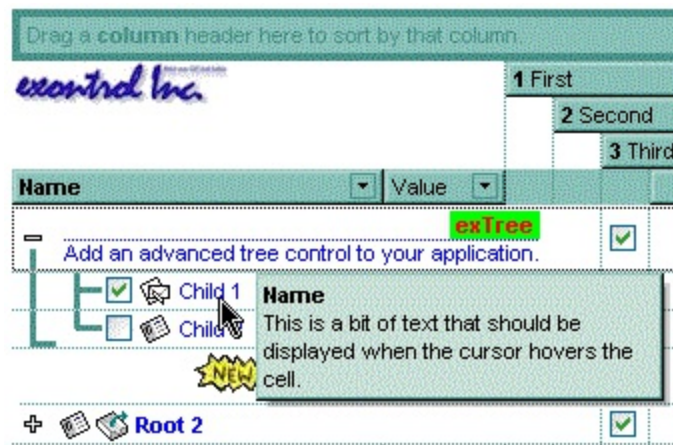 Drag a column header here to sort by that column.
exontrol Inc.
1 First
2 Second
3 Third
Name
Value
exTree
Add an advanced tree control to your application.
Child 1
Name
This is a bit of text that should be
displayed when the cursor hovers the
cell.
Child
NEW
Root 2